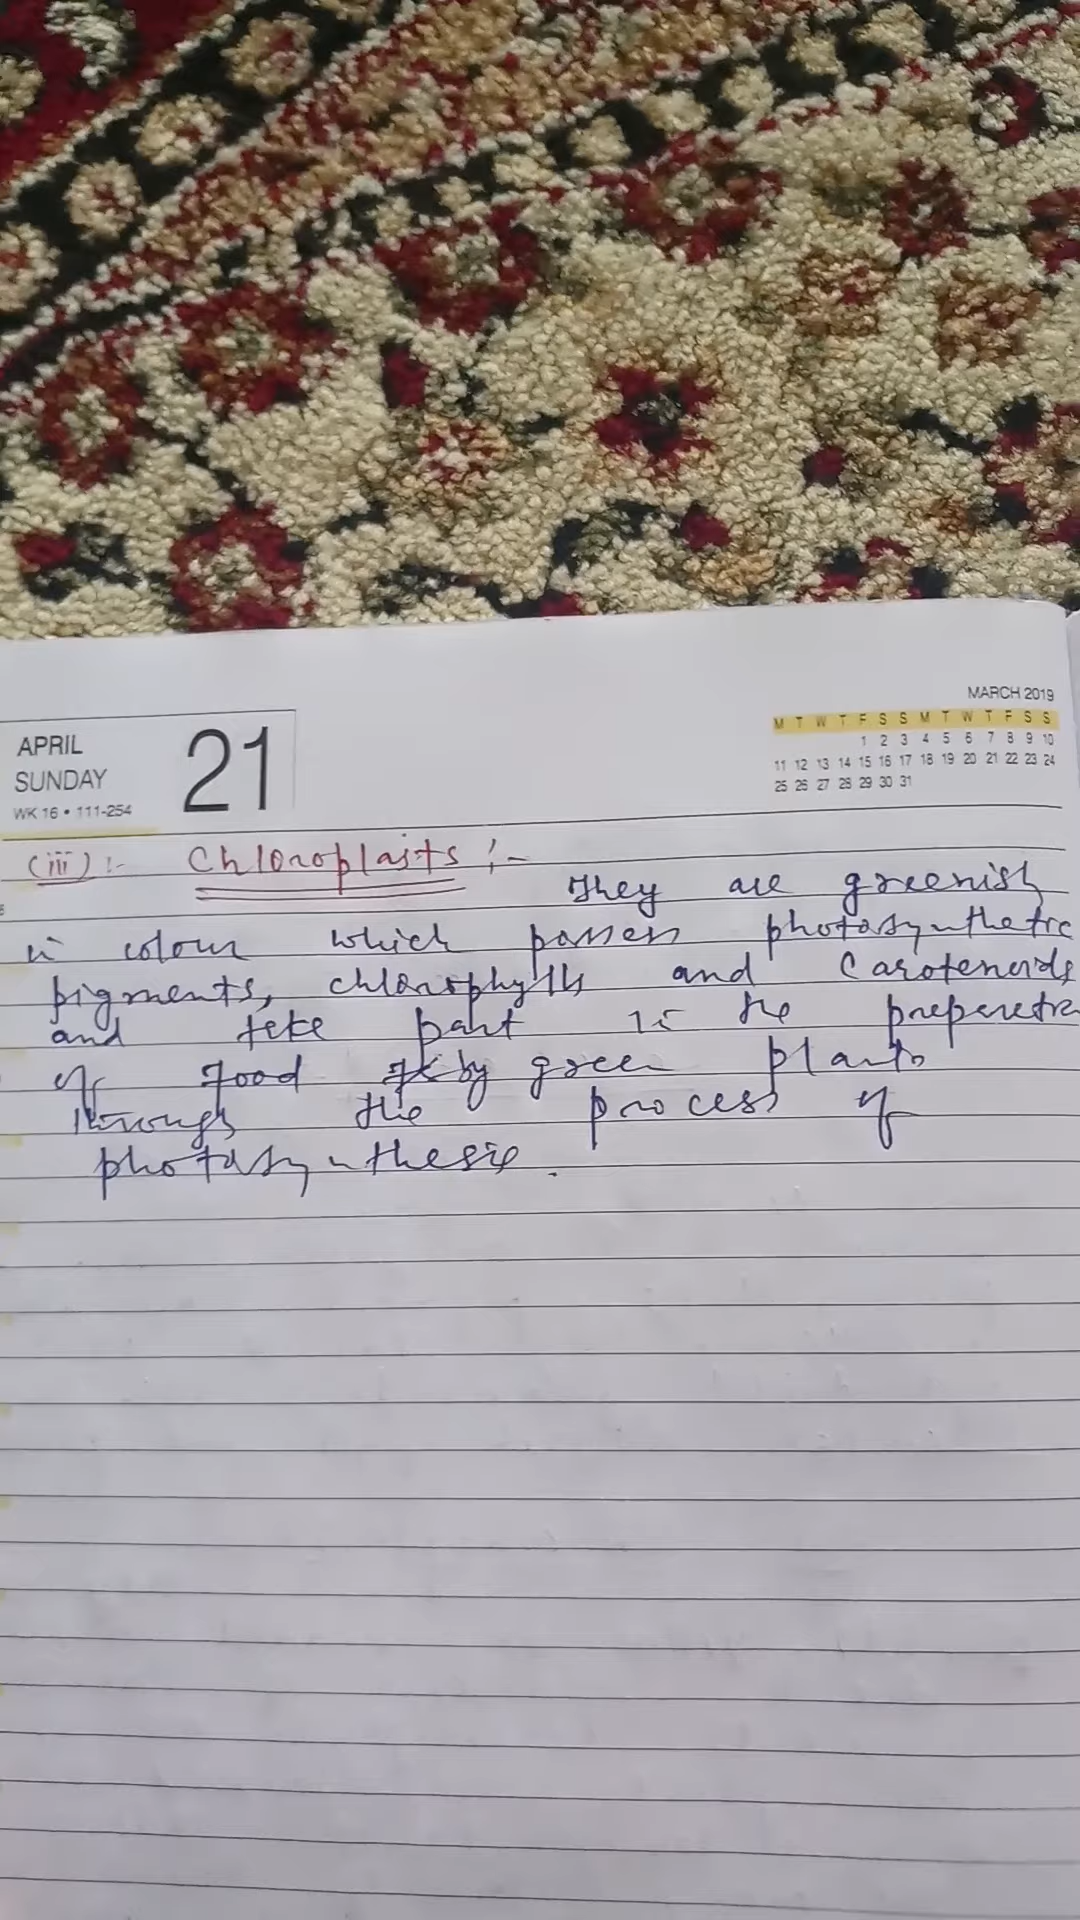 MARCH 2019
M T W T F S S M T W T F S S
1 2 3 4 5 6 7 8 9 10
11 12 13 14 15 16 17 18 19 20 21 22 23 24
25 26 27 28 29 30 31
APRIL
SUNDAY
WK 16 • 111-254
21
(iii) :- Chloroplasts :-
They are greenish
in colour which posses photosynthetic
pigments, chlorophylls and Carotenoids
and take part in the preparetio
of food by green plants
through the process of
photosynthesis.